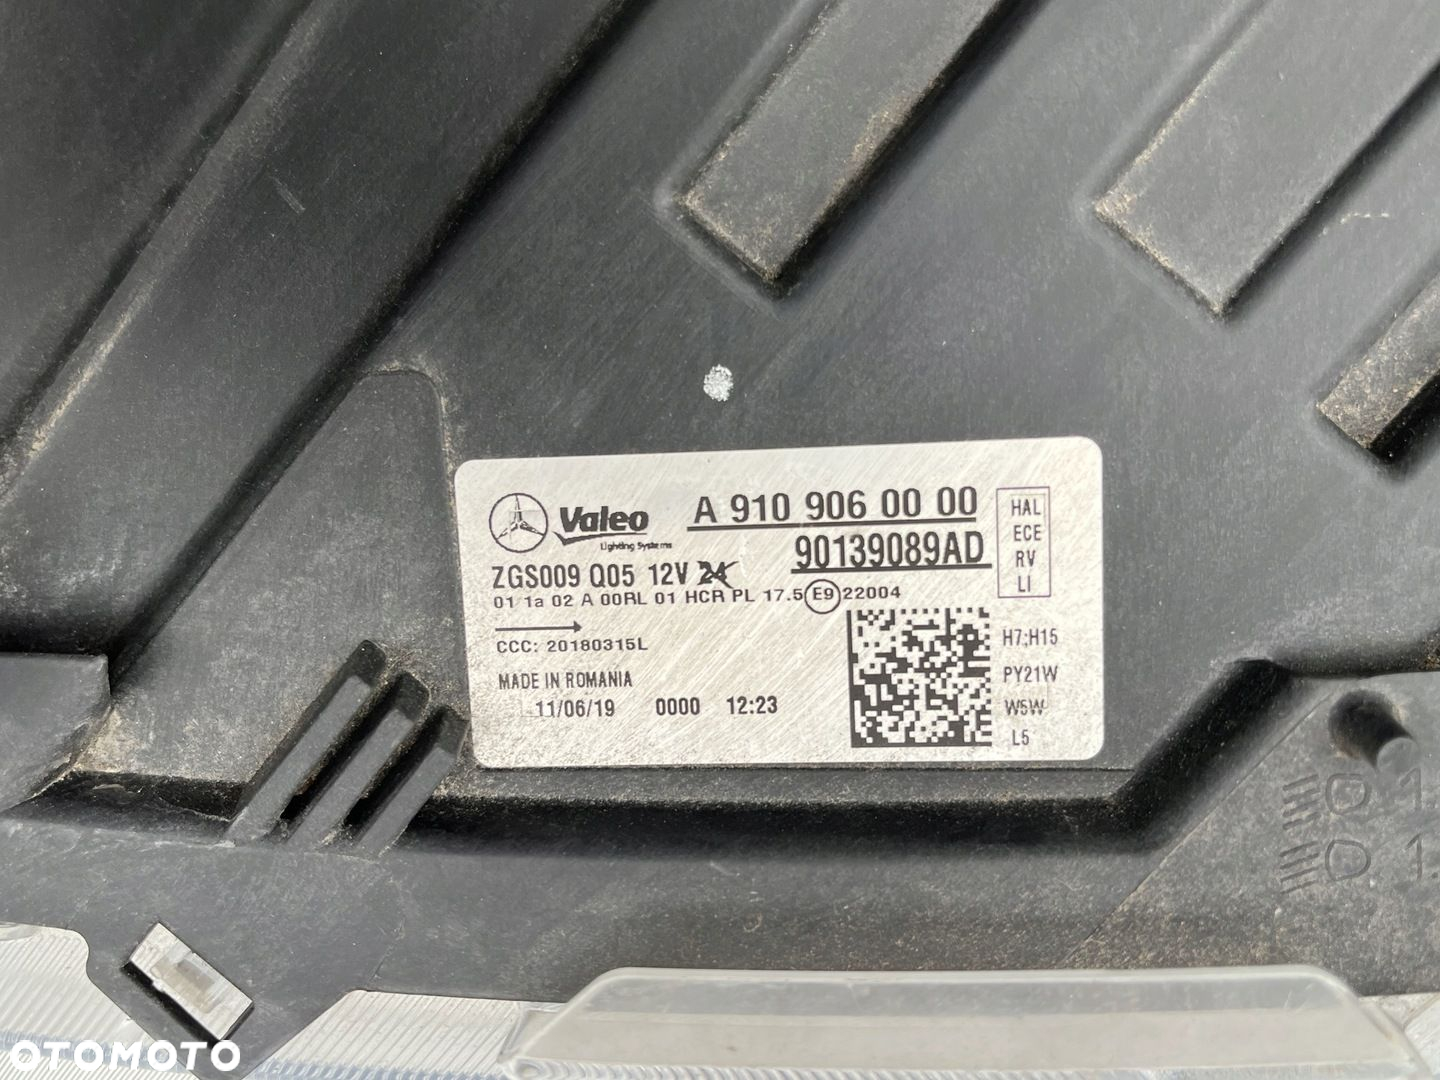 Valeo
Lighting Systems
A 910 906 00 00
90139089AD
HAL
ECE
RV
LI
ZGS009 Q05 12V 24
01 1a 02 A 00RL 01 HCR PL 17.5 E9 22004
CCC: 20180315L
MADE IN ROMANIA
11/06/19 0000 12:23
H7;H15
PY21W
W5W
L5
OTOMOTO